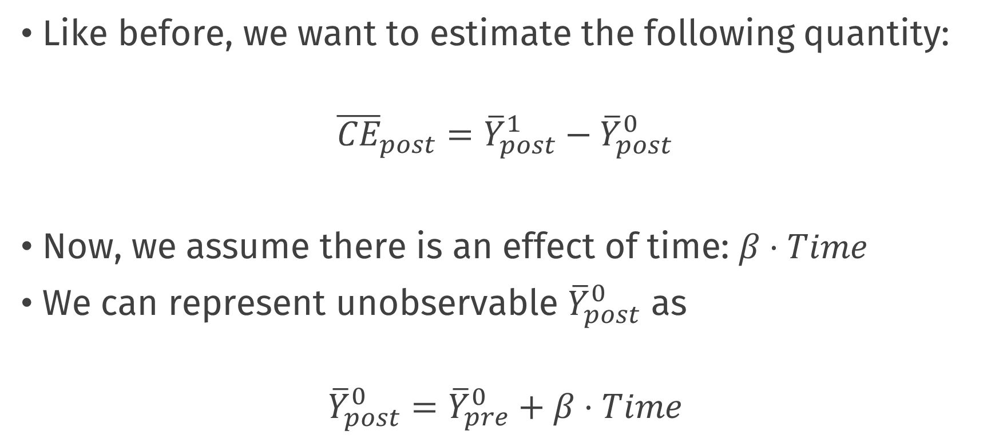 • Like before, we want to estimate the following quantity:
$\overline{CE}_{post} = \bar{Y}^1_{post} - \bar{Y}^0_{post}$
• Now, we assume there is an effect of time: $\beta \cdot Time$
• We can represent unobservable $\bar{Y}^0_{post}$ as
$\bar{Y}^0_{post} = \bar{Y}^0_{pre} + \beta \cdot Time$